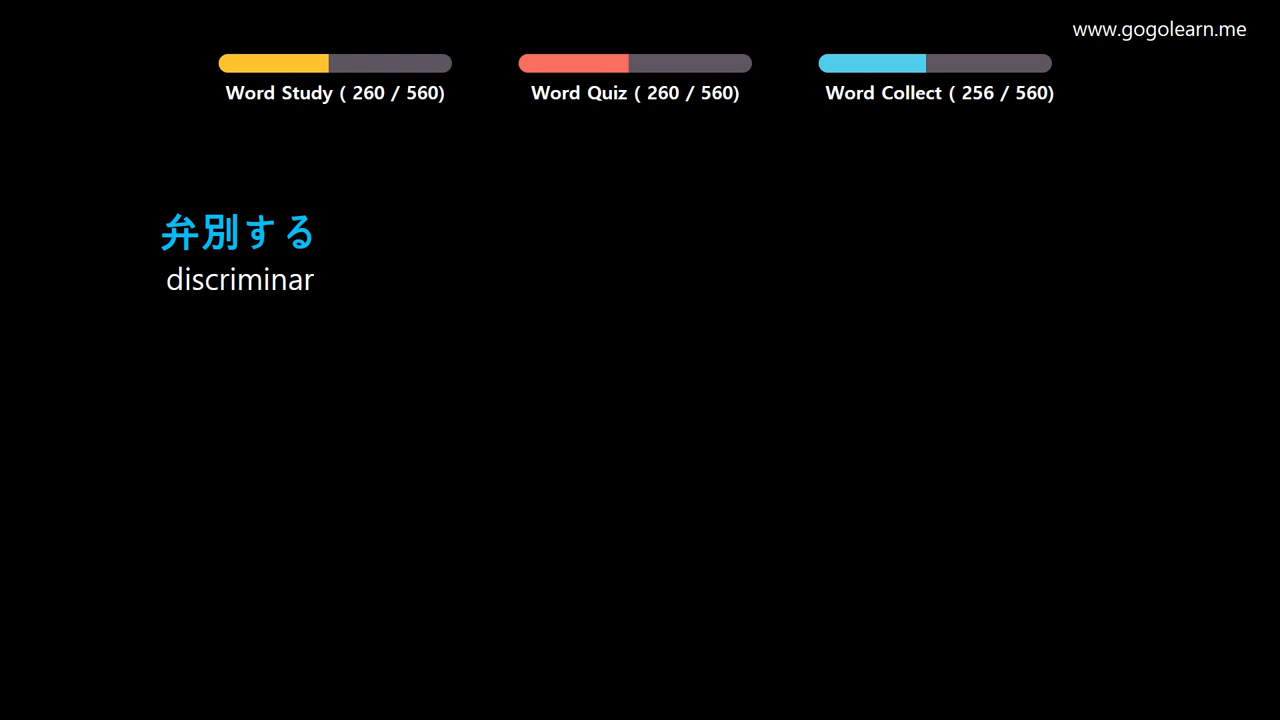 www.gogolearn.me
Word Study ( 260 / 560)
Word Quiz ( 260 / 560)
Word Collect ( 256 / 560)
弁別する
discriminar